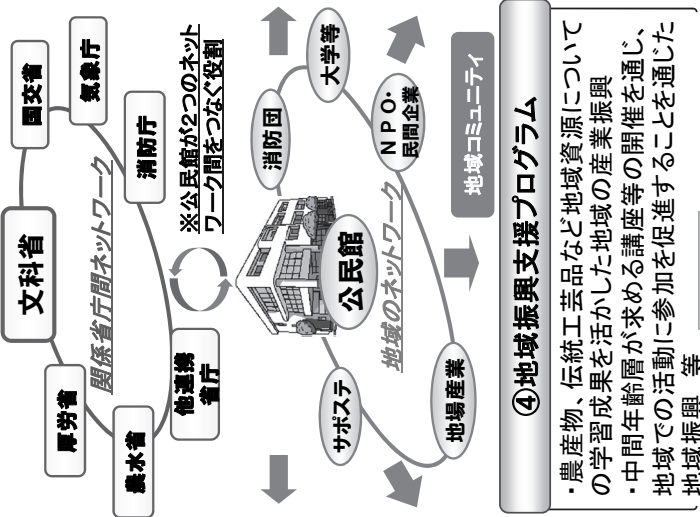 文科省
国交省
気象庁
消防庁
厚労省
農水省
他連携
省庁
関係省庁間ネットワーク
※公民館が2つのネット
ワーク間をつなぐ役割
消防団
大学等
NPO・
民間企業
公民館
地域のネットワーク
サポステ
地場産業
地域コミュニティ
④地域振興支援プログラム
・農産物、伝統工芸品など地域資源について
の学習成果を活かした地域の産業振興
・中間年齢層が求める講座等の開催を通じ、
地域での活動に参加を促進することを通じた
地域振興　等